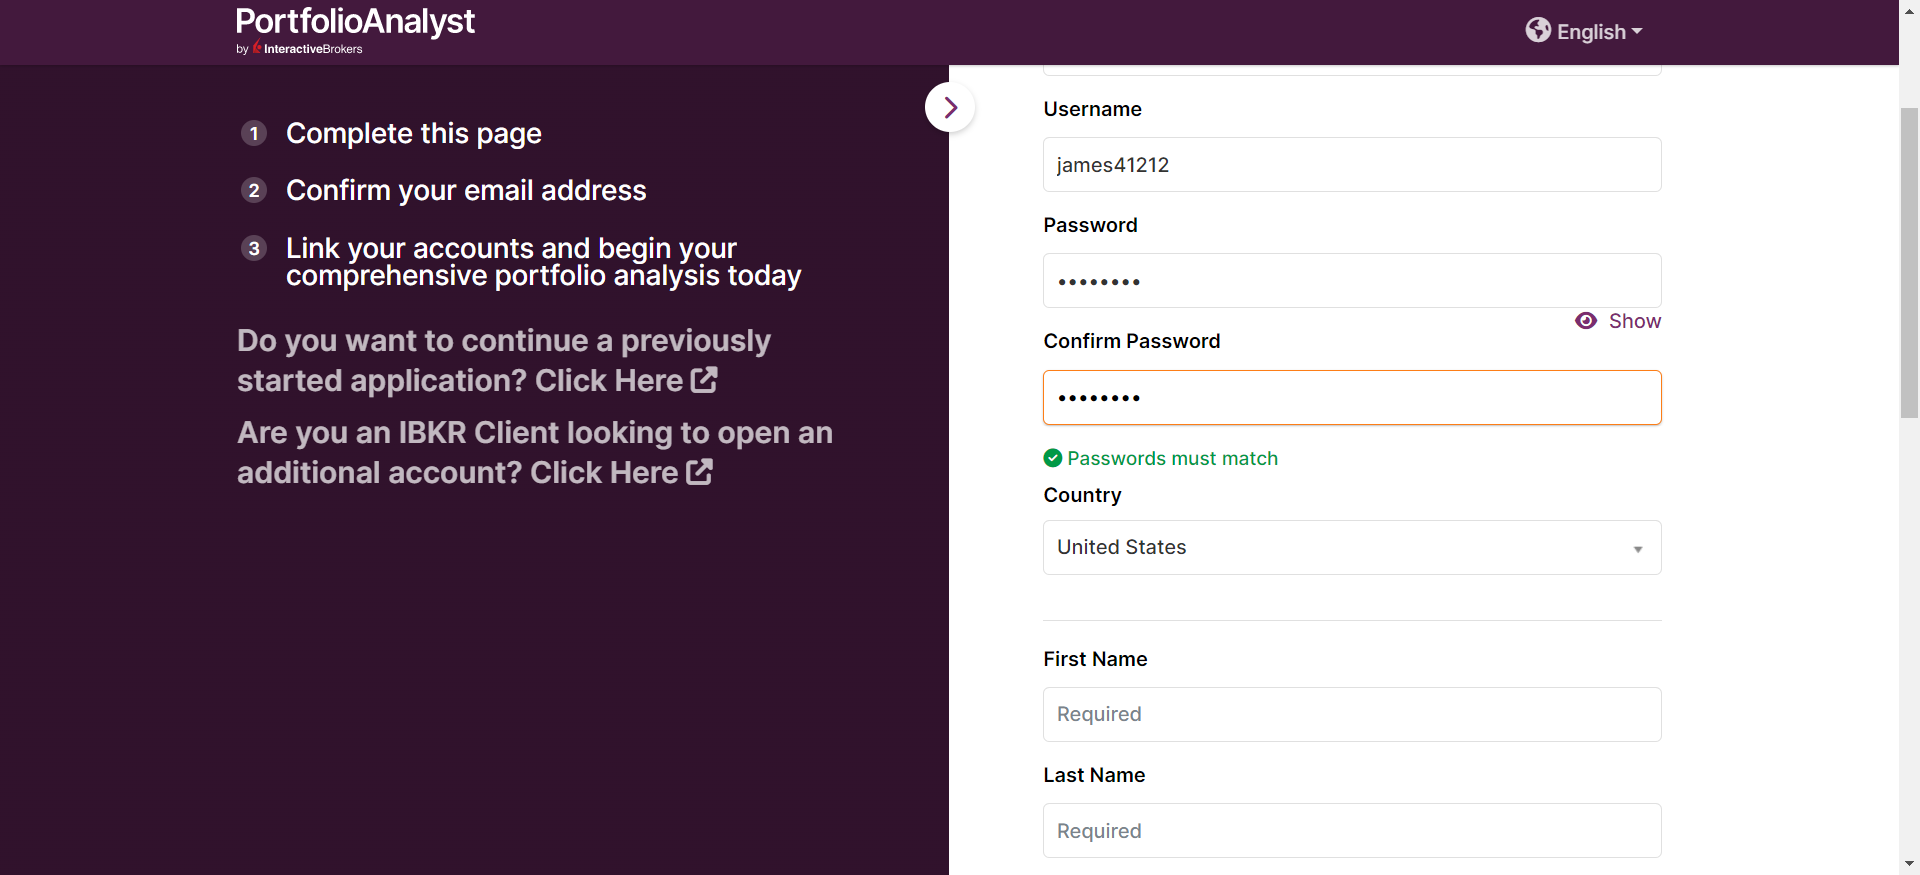 PortfolioAnalyst
by InteractiveBrokers
English
1 Complete this page
2 Confirm your email address
3 Link your accounts and begin your
comprehensive portfolio analysis today
Do you want to continue a previously
started application? Click Here
Are you an IBKR Client looking to open an
additional account? Click Here
Username
james41212
Password
••••••••
Show
Confirm Password
••••••••
Passwords must match
Country
United States
First Name
Required
Last Name
Required